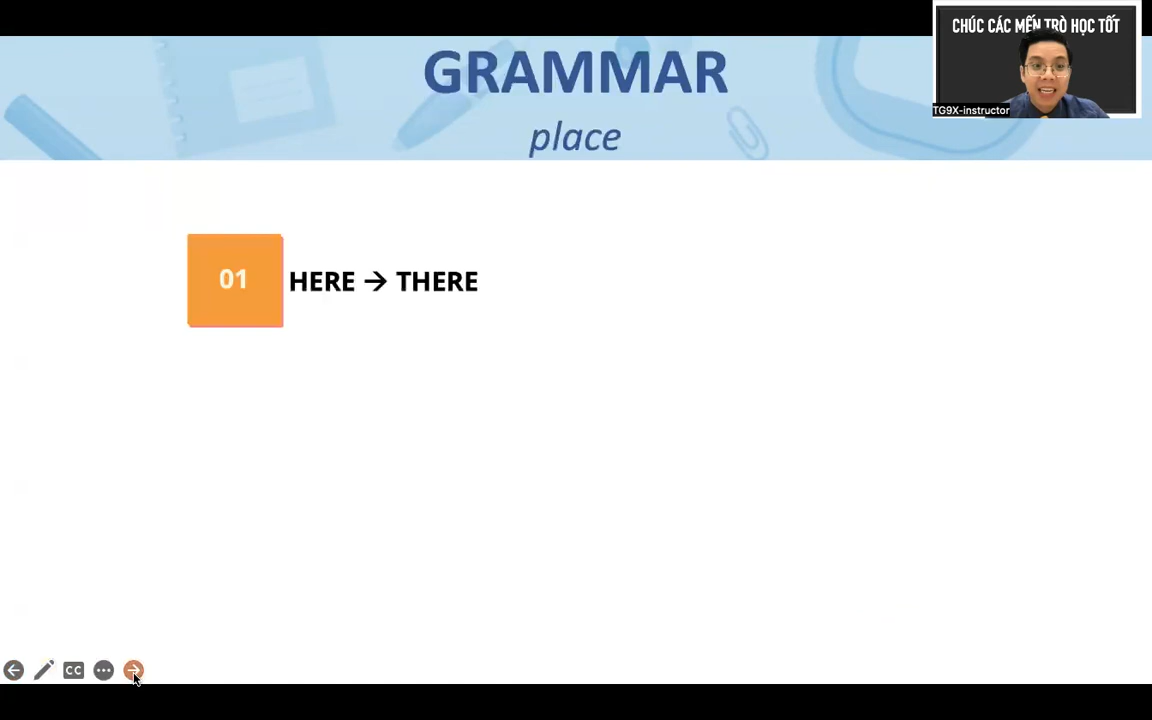 CHÚC CÁC MẾN TRÒ HỌC TỐT
TG9X-instructor
GRAMMAR
place
01
HERE → THERE
CC